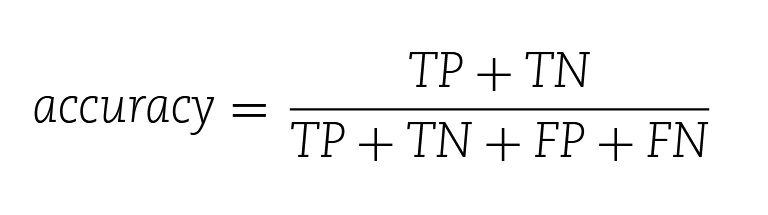 accuracy = TP + TN
TP + TN + FP + FN